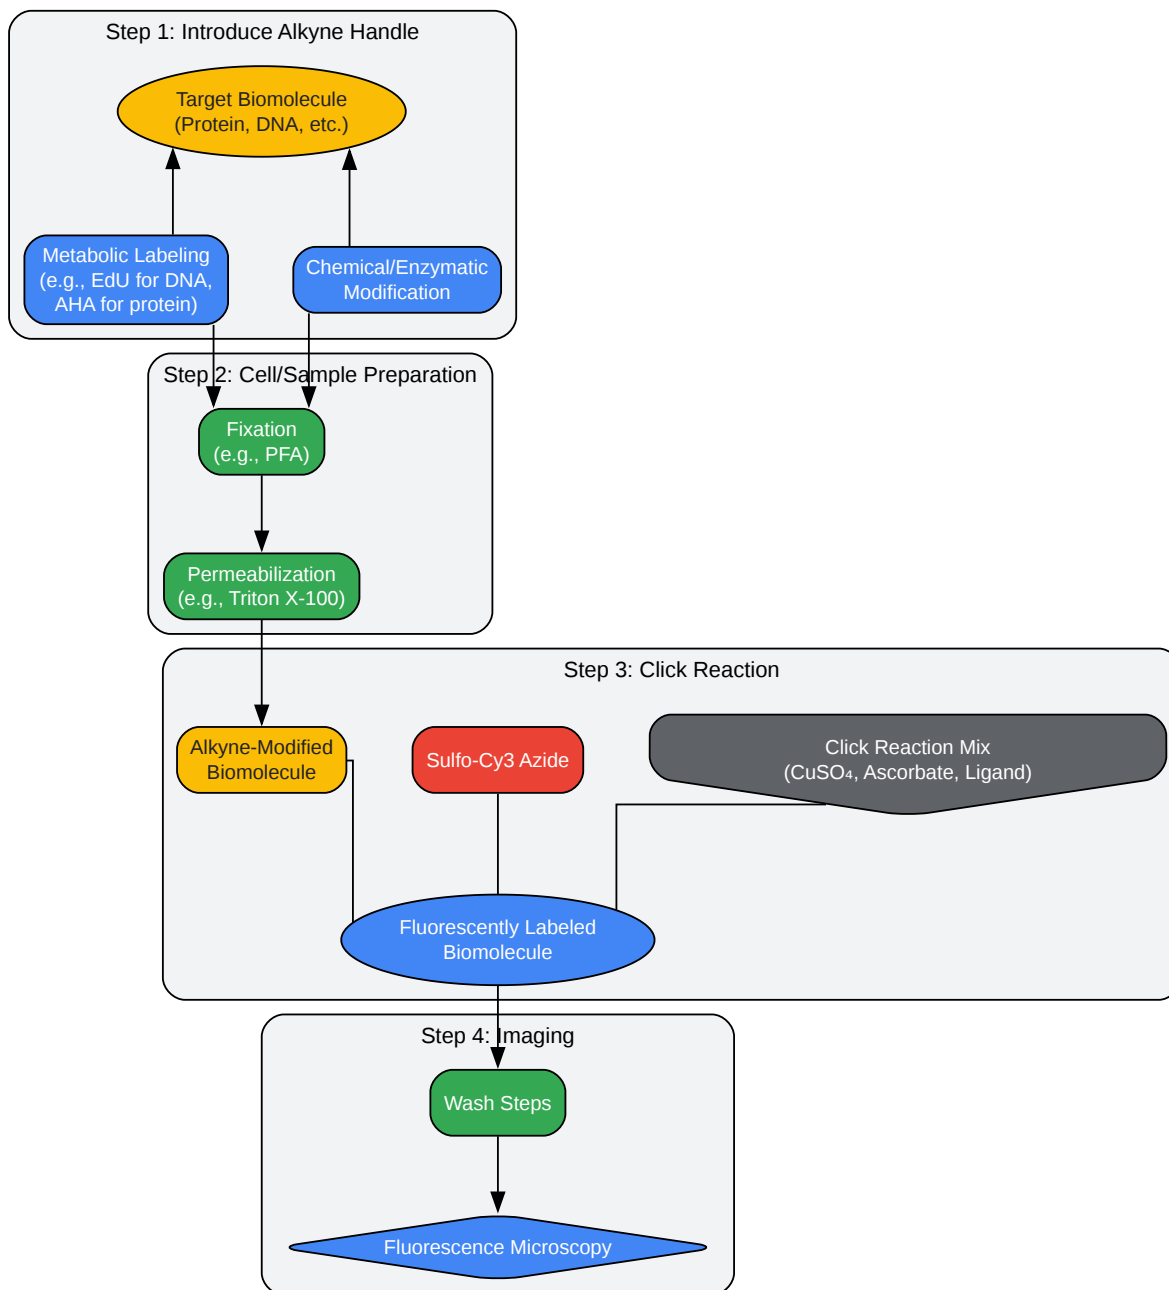 Step 1: Introduce Alkyne Handle
Target Biomolecule
(Protein, DNA, etc.)
Metabolic Labeling
(e.g., EdU for DNA,
AHA for protein)
Chemical/Enzymatic
Modification
Step 2: Cell/Sample Preparation
Fixation
(e.g., PFA)
Permeabilization
(e.g., Triton X-100)
Step 3: Click Reaction
Alkyne-Modified
Biomolecule
Sulfo-Cy3 Azide
Click Reaction Mix
(CuSO₄, Ascorbate, Ligand)
Fluorescently Labeled
Biomolecule
Step 4: Imaging
Wash Steps
Fluorescence Microscopy